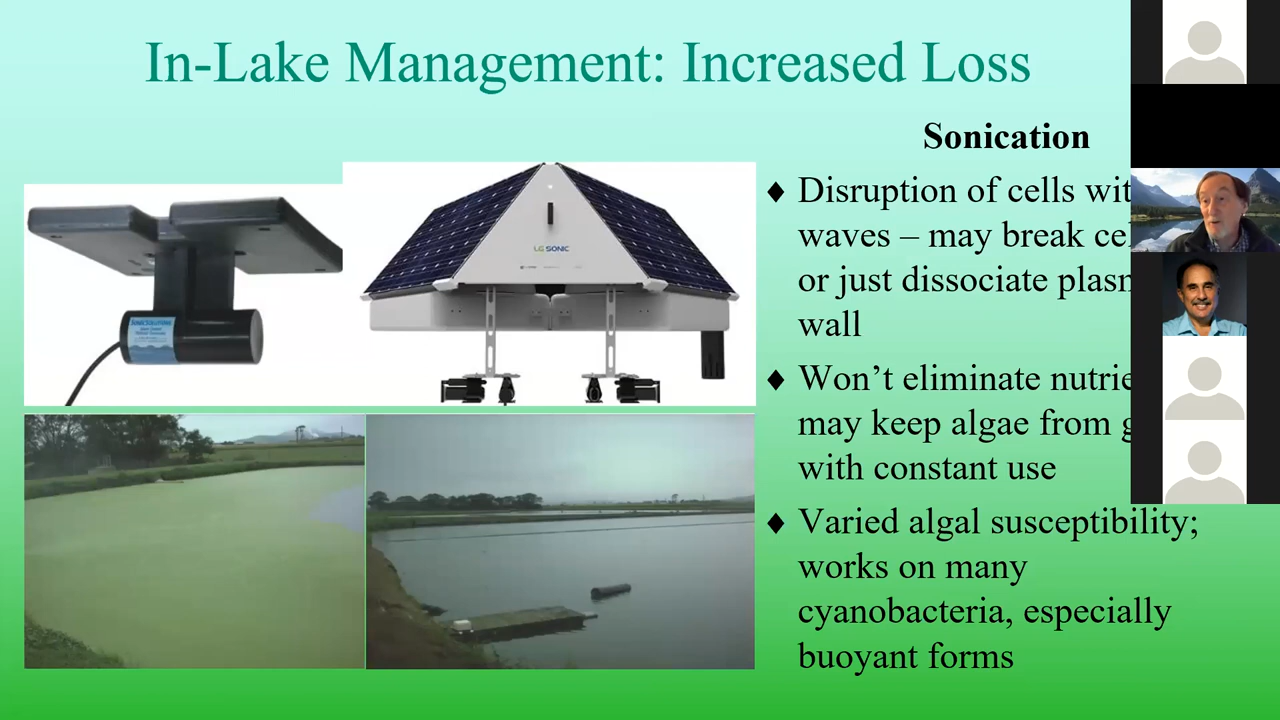 In-Lake Management: Increased Loss
Sonication
♦ Disruption of cells
waves – may break
or just dissociate
wall
♦ Won’t eliminate
may keep algae from
with constant use
♦ Varied algal susceptibility;
works on many
cyanobacteria, especially
buoyant forms
LG SONIC
SONICSOLUTIONS